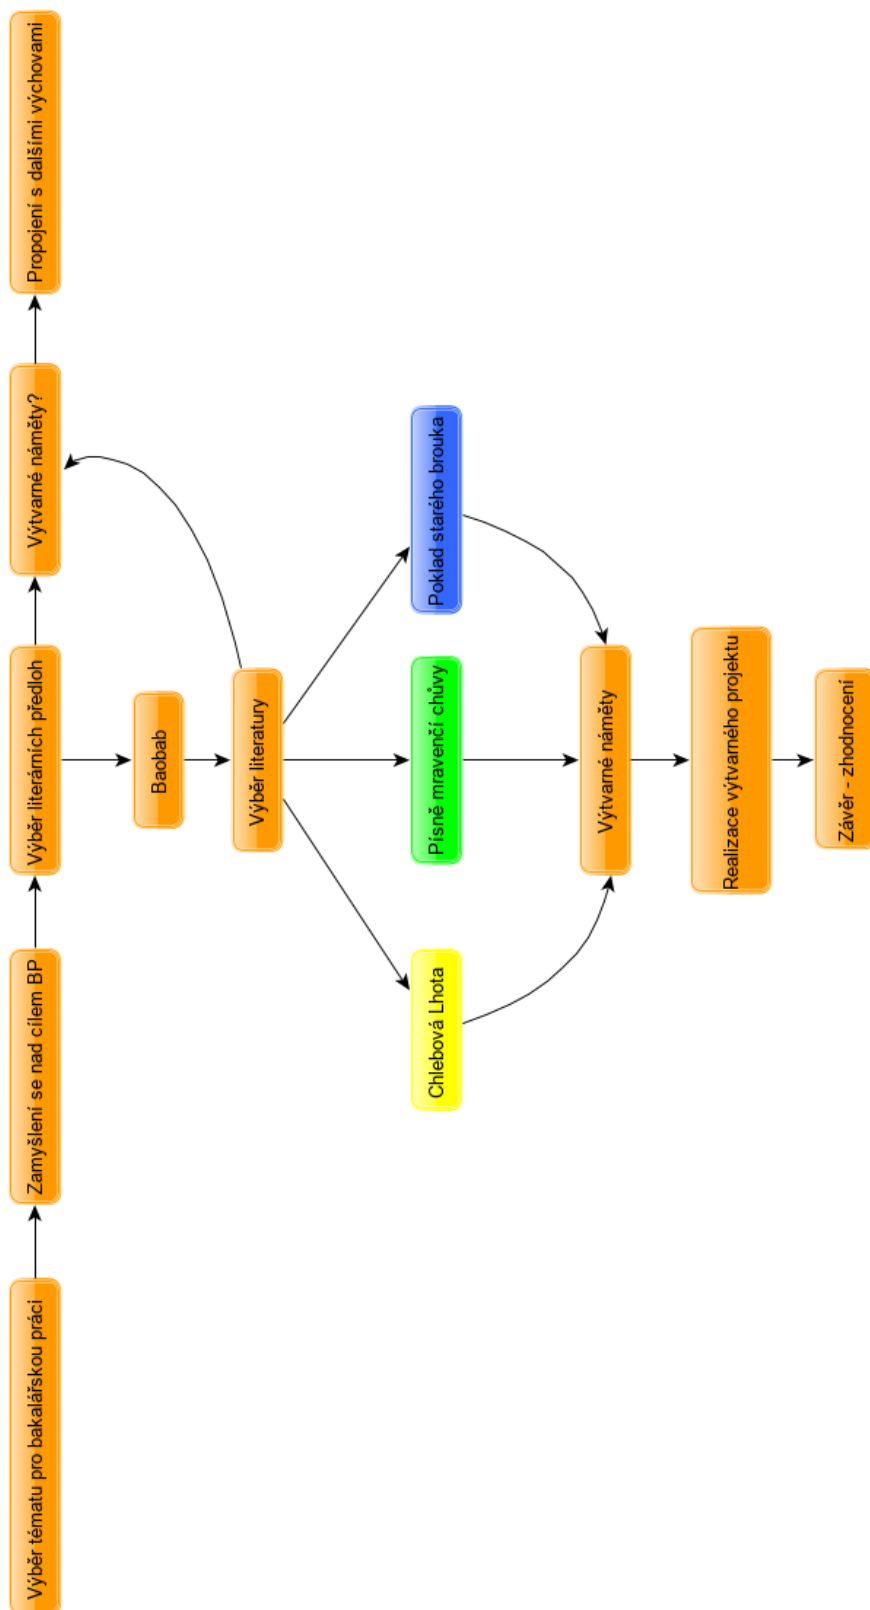 Výběr tématu pro bakalářskou práci
Zamyšlení se nad cílem BP
Výběr literárních předloh
Výtvarné náměty?
Propojení s dalšími výchovami
Baobab
Výběr literatury
Chlebová Lhota
Písně mravenčí chůvy
Poklad starého brouka
Výtvarné náměty
Realizace výtvarného projektu
Závěr - zhodnocení